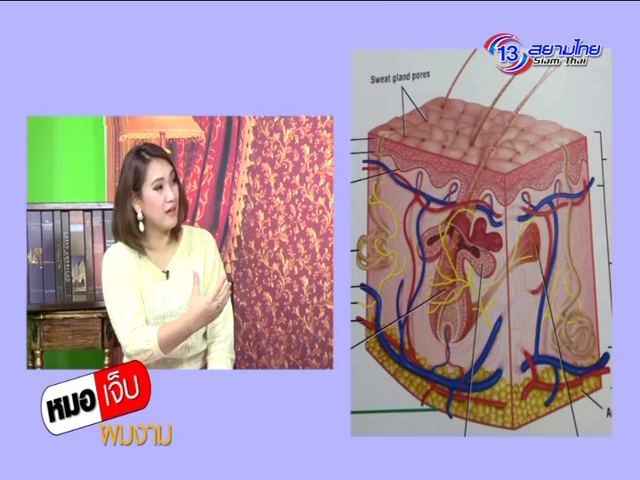 13 สยามไทย
Siam Thai
Sweat gland pores
A
หมอ เจ็บ
ผมงาม